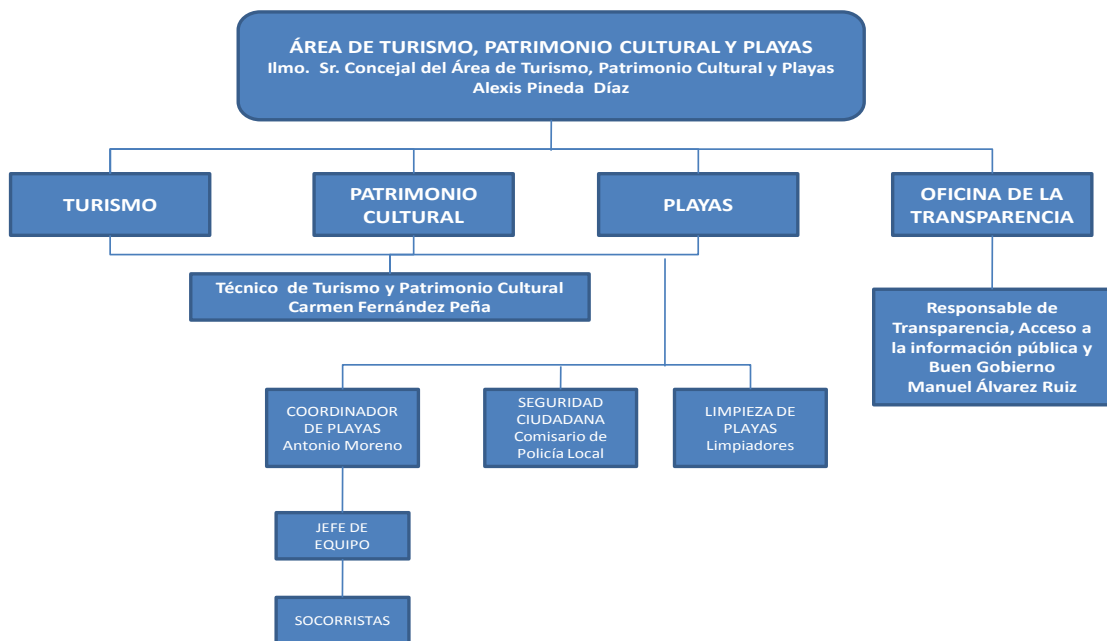 ÁREA DE TURISMO, PATRIMONIO CULTURAL Y PLAYAS
Ilmo. Sr. Concejal del Área de Turismo, Patrimonio Cultural y Playas
Alexis Pineda Díaz
TURISMO
PATRIMONIO
CULTURAL
PLAYAS
OFICINA DE LA
TRANSPARENCIA
Técnico de Turismo y Patrimonio Cultural
Carmen Fernández Peña
Responsable de
Transparencia, Acceso a
la información pública y
Buen Gobierno
Manuel Álvarez Ruiz
COORDINADOR
DE PLAYAS
Antonio Moreno
SEGURIDAD
CIUDADANA
Comisario de
Policía Local
LIMPIEZA DE
PLAYAS
Limpiadores
JEFE DE
EQUIPO
SOCORRISTAS